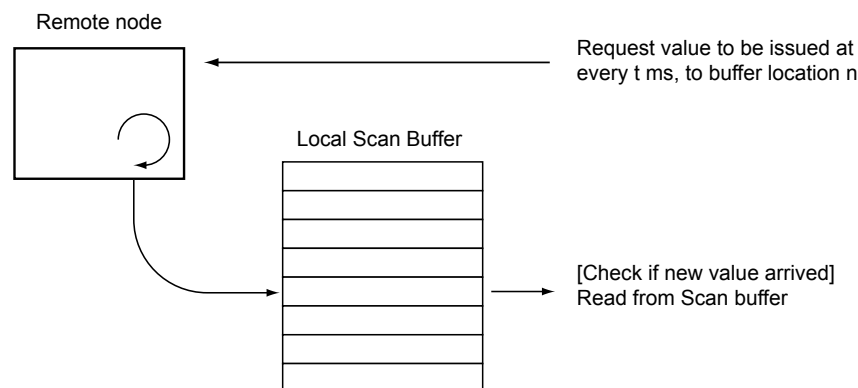 Remote node
Request value to be issued at
every t ms, to buffer location n
Local Scan Buffer
[Check if new value arrived]
Read from Scan buffer